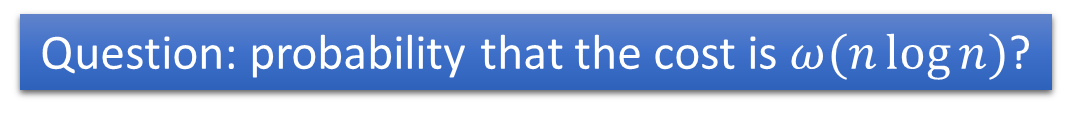 Question: probability that the cost is 𝜔(𝑛 log 𝑛)?